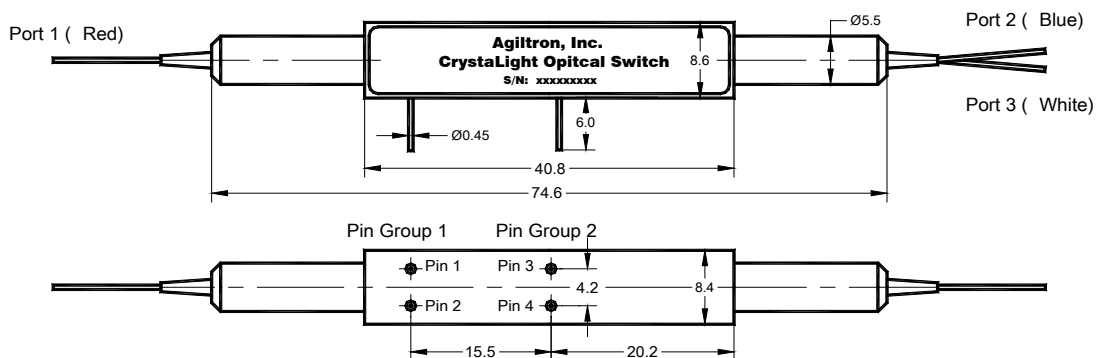 Port 1 ( Red)
Agiltron, Inc.
CrystaLight Opitcal Switch
S/N: xxxxxxxxx
8.6
Ø5.5
Port 2 ( Blue)
Port 3 ( White)
Ø0.45
6.0
40.8
74.6
Pin Group 1
Pin Group 2
Pin 1
Pin 3
4.2
8.4
Pin 2
Pin 4
15.5
20.2